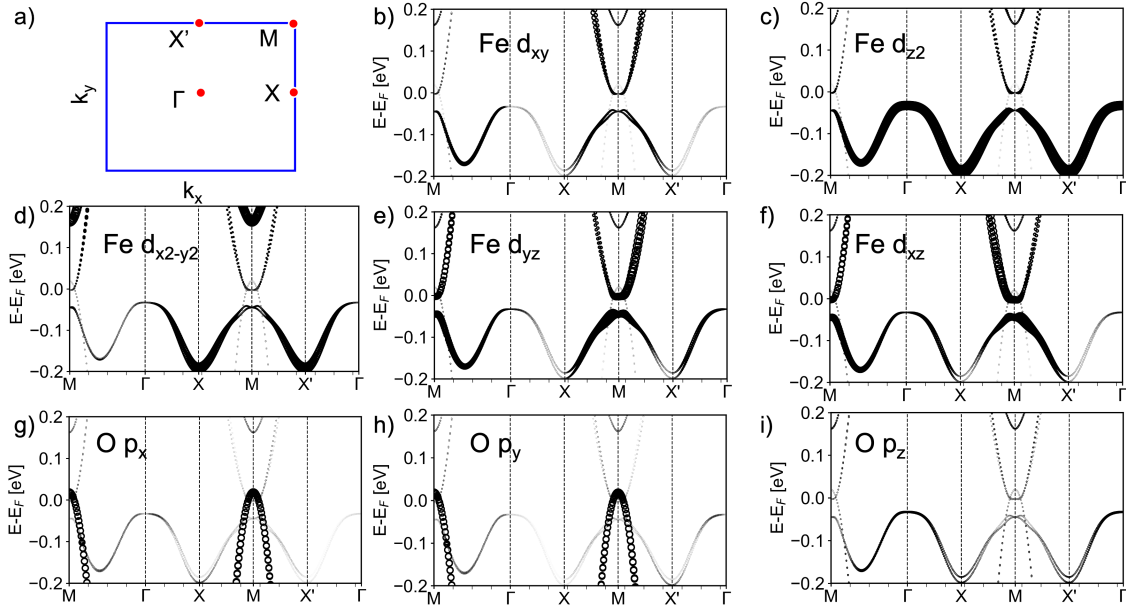 a)
X'
M
Γ
X
k_y
k_x
b)
Fe d_xy
E-E_F [eV]
0.2
0.1
0.0
−0.1
−0.2
M Γ X M X' Γ
c)
Fe d_z2
E-E_F [eV]
0.2
0.1
0.0
−0.1
−0.2
M Γ X M X' Γ
d)
Fe d_x2-y2
E-E_F [eV]
0.2
0.1
0.0
−0.1
−0.2
M Γ X M X' Γ
e)
Fe d_yz
E-E_F [eV]
0.2
0.1
0.0
−0.1
−0.2
M Γ X M X' Γ
f)
Fe d_xz
E-E_F [eV]
0.2
0.1
0.0
−0.1
−0.2
M Γ X M X' Γ
g)
O p_x
E-E_F [eV]
0.2
0.1
0.0
−0.1
−0.2
M Γ X M X' Γ
h)
O p_y
E-E_F [eV]
0.2
0.1
0.0
−0.1
−0.2
M Γ X M X' Γ
i)
O p_z
E-E_F [eV]
0.2
0.1
0.0
−0.1
−0.2
M Γ X M X' Γ